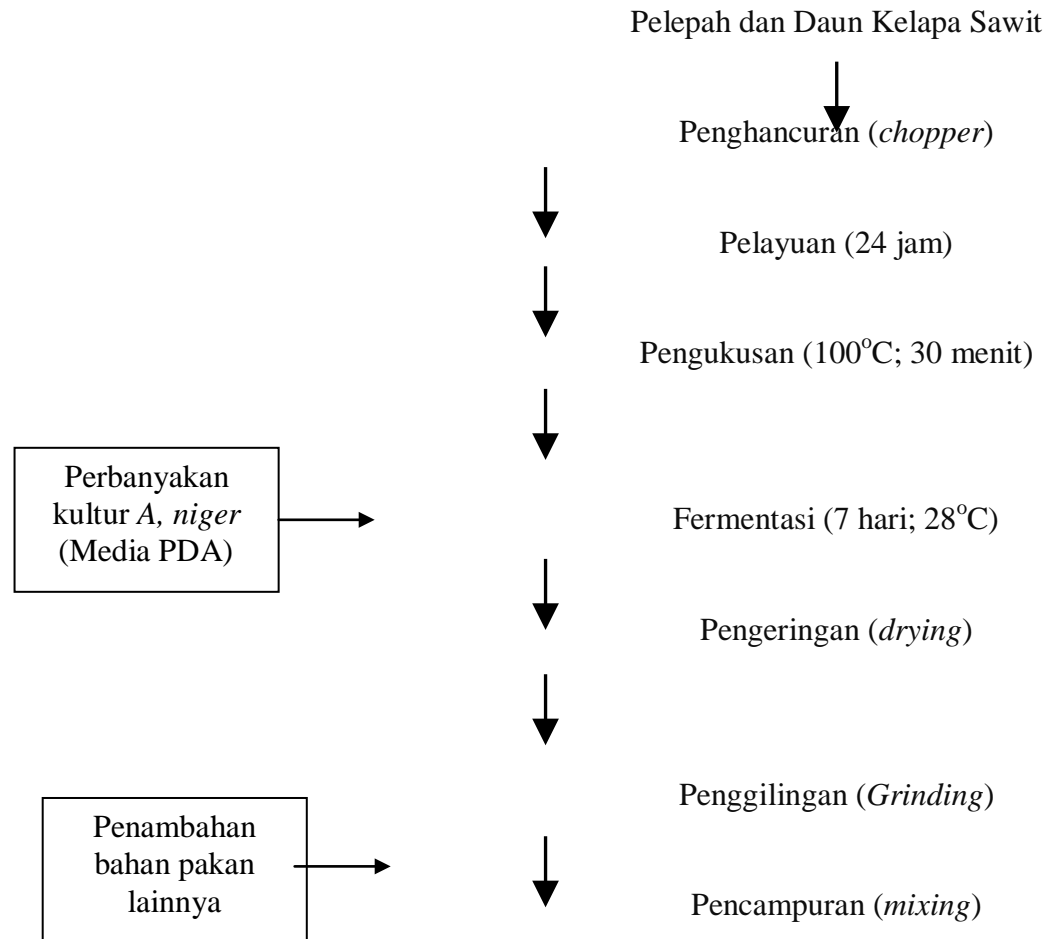 Pelepah dan Daun Kelapa Sawit
Penghancuran (chopper)
Pelayuan (24 jam)
Pengukusan (100°C; 30 menit)
Perbanyakan
kultur A, niger
(Media PDA)
Fermentasi (7 hari; 28°C)
Pengeringan (drying)
Penggilingan (Grinding)
Penambahan
bahan pakan
lainnya
Pencampuran (mixing)